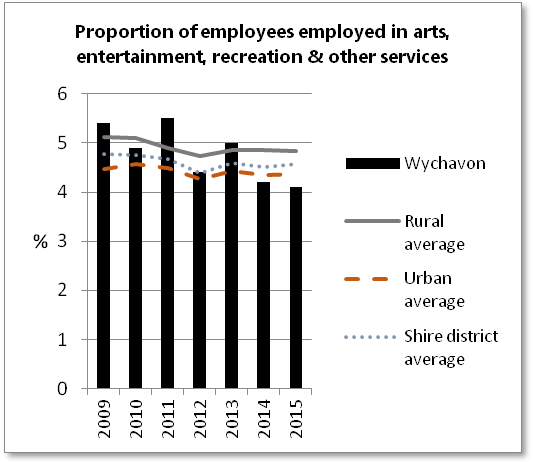 Proportion of employees employed in arts,
entertainment, recreation & other services
6
5
4
3
2
1
0
%
2009
2010
2011
2012
2013
2014
2015
Wychavon
Rural
average
Urban
average
Shire district
average